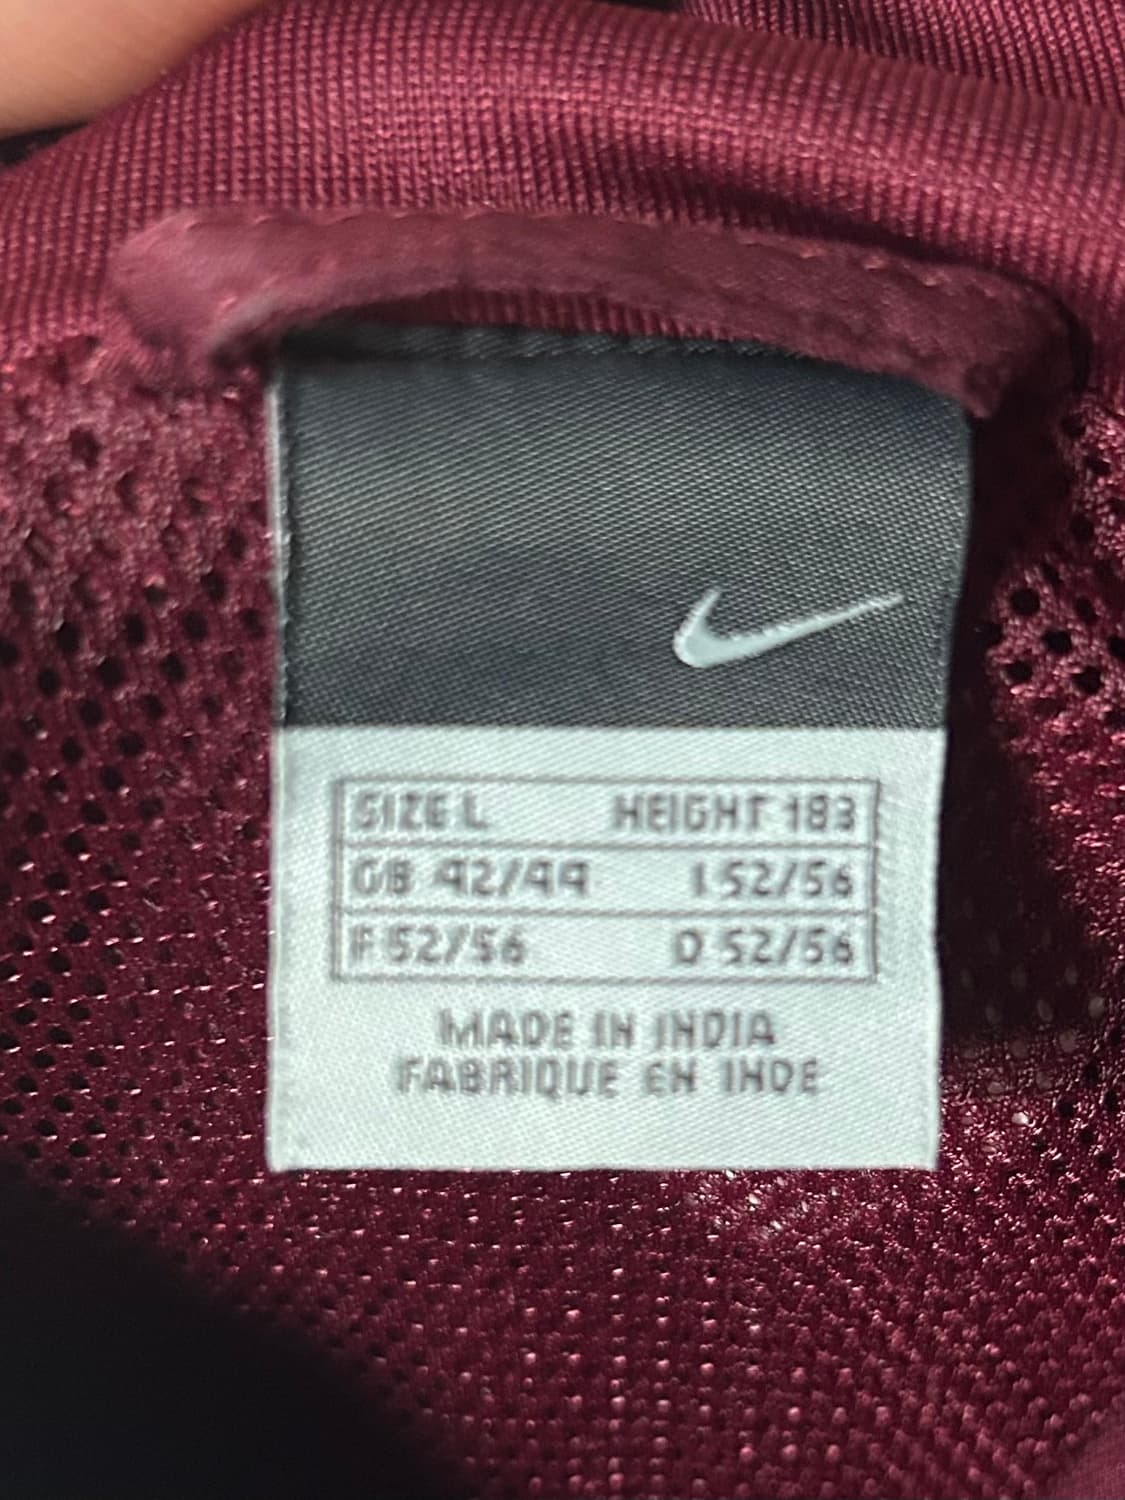 SIZE L HEIGHT 183
GB 42/44 I 52/56
F 52/56 D 52/56
MADE IN INDIA
FABRIQUE EN INDE